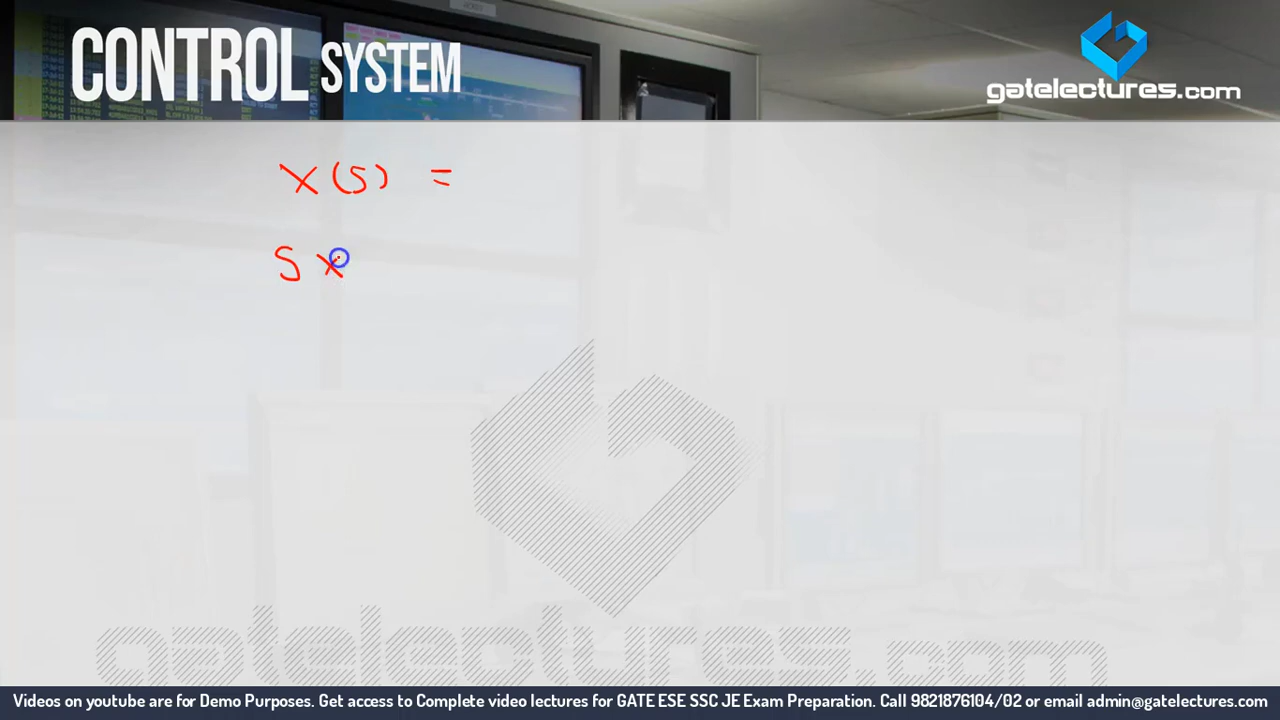 CONTROL SYSTEM
gatelectures.com
X(S) =
S X
gatelectures.com
Videos on youtube are for Demo Purposes. Get access to Complete video lectures for GATE ESE SSC JE Exam Preparation. Call 9821876104/02 or email admin@gatelectures.com